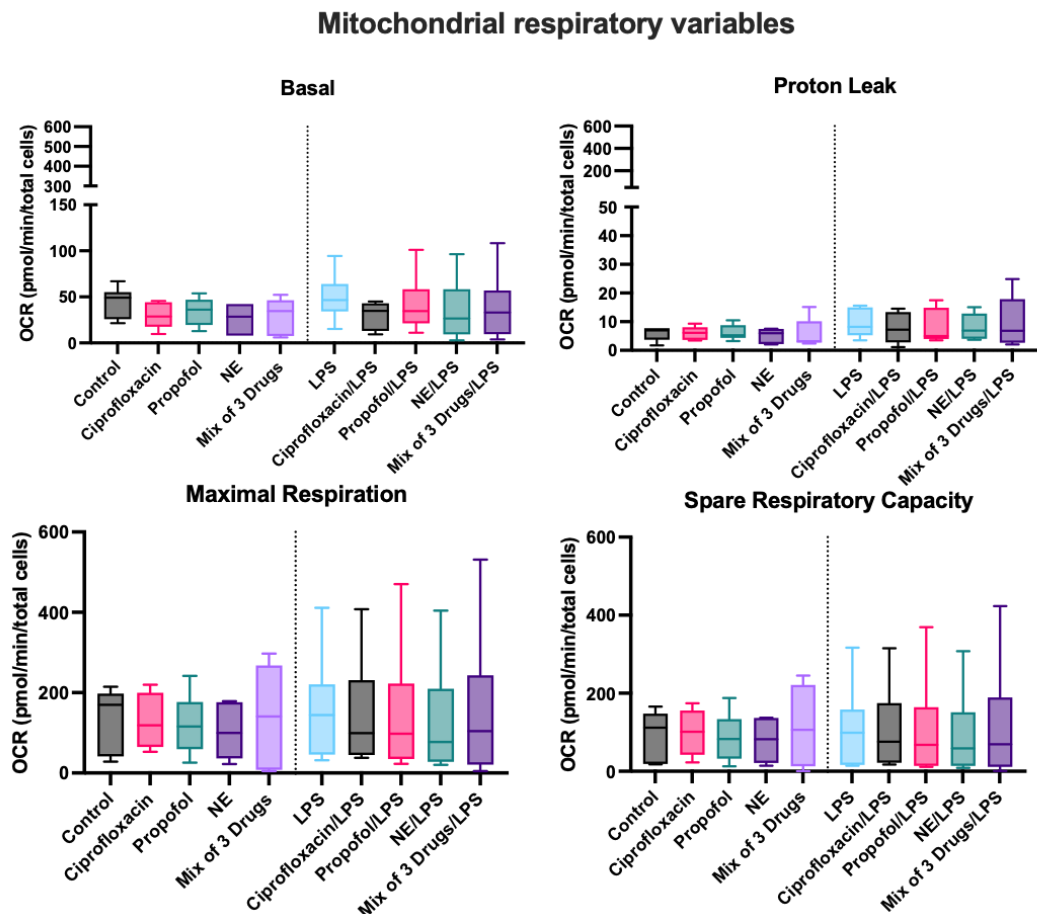 Mitochondrial respiratory variables
Basal
OCR (pmol/min/total cells)
600
500
400
300
150
100
50
0
Control
Ciprofloxacin
Propofol
NE
Mix of 3 Drugs
LPS
Ciprofloxacin/LPS
Propofol/LPS
NE/LPS
Mix of 3 Drugs/LPS
Proton Leak
OCR (pmol/min/total cells)
600
400
200
50
40
30
20
10
0
Control
Ciprofloxacin
Propofol
NE
Mix of 3 Drugs
LPS
Ciprofloxacin/LPS
Propofol/LPS
NE/LPS
Mix of 3 Drugs/LPS
Maximal Respiration
OCR (pmol/min/total cells)
600
400
200
0
Control
Ciprofloxacin
Propofol
NE
Mix of 3 Drugs
LPS
Ciprofloxacin/LPS
Propofol/LPS
NE/LPS
Mix of 3 Drugs/LPS
Spare Respiratory Capacity
OCR (pmol/min/total cells)
600
400
200
0
Control
Ciprofloxacin
Propofol
NE
Mix of 3 Drugs
LPS
Ciprofloxacin/LPS
Propofol/LPS
NE/LPS
Mix of 3 Drugs/LPS